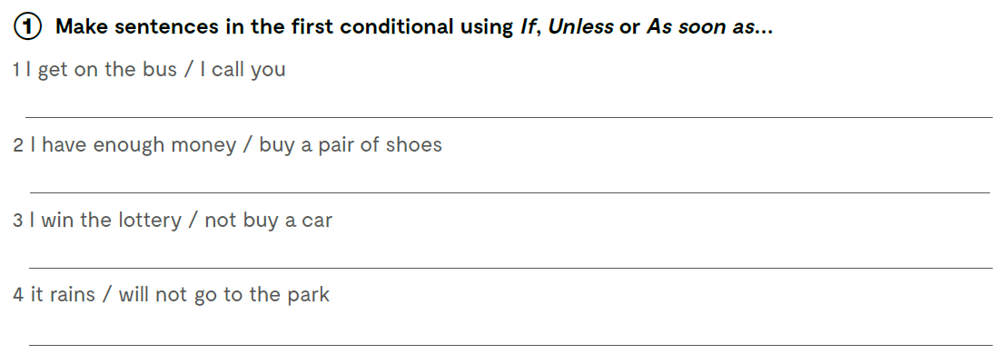 ① Make sentences in the first conditional using If, Unless or As soon as...
1 I get on the bus / I call you
2 I have enough money / buy a pair of shoes
3 I win the lottery / not buy a car
4 it rains / will not go to the park